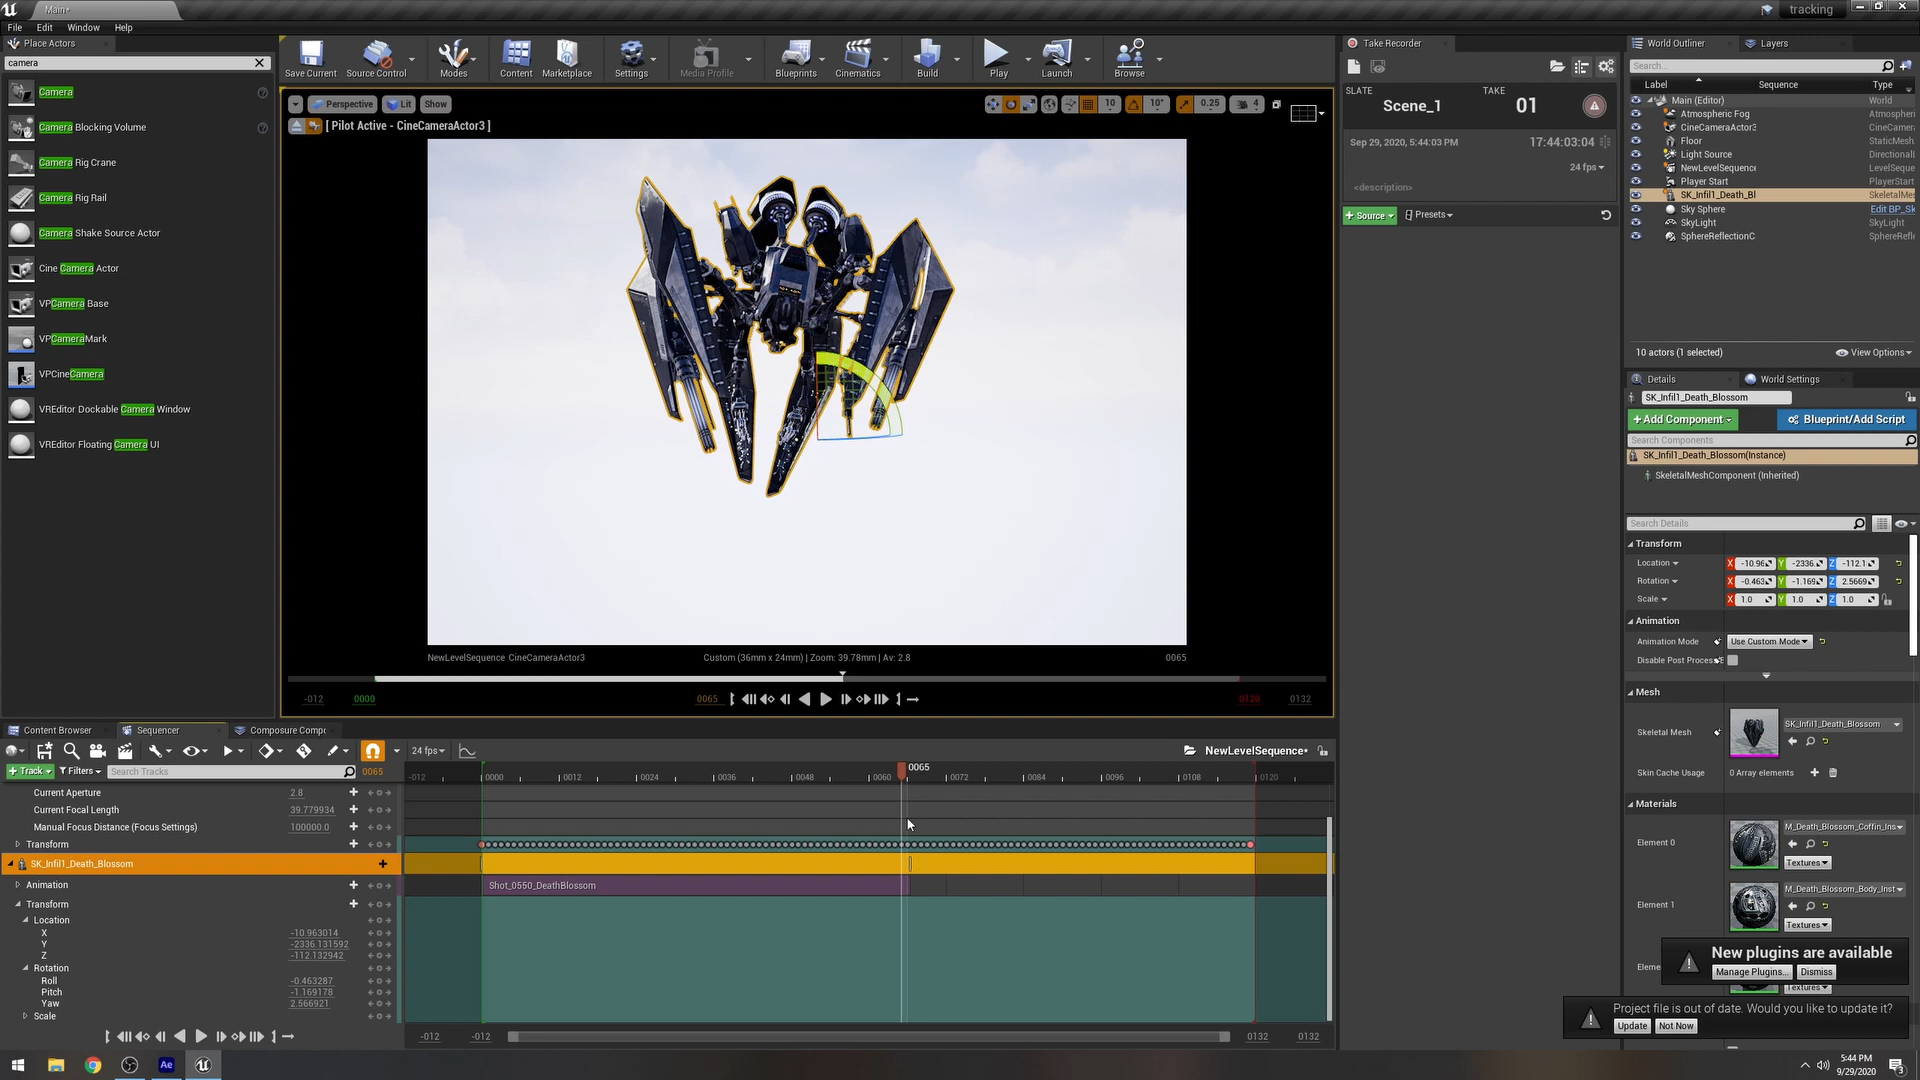 Main*
tracking
File Edit Window Help
Place Actors
camera
Camera
Camera Blocking Volume
Camera Rig Crane
Camera Rig Rail
Camera Shake Source Actor
Cine Camera Actor
VPCamera Base
VPCameraMark
VPCineCamera
VREditor Dockable Camera Window
VREditor Floating Camera UI
Save Current
Source Control
Modes
Content
Marketplace
Settings
Media Profile
Blueprints
Cinematics
Build
Play
Launch
Browse
Perspective Lit Show
10 10° 0.25 4
[ Pilot Active - CineCameraActor3 ]
NewLevelSequence CineCameraActor3 Custom (36mm x 24mm) | Zoom: 39.78mm | Av: 2.8 0065
-012 0000 0065 0120 0132
Take Recorder
SLATE TAKE
Scene_1 01
Sep 29, 2020, 5:44:03 PM 17:44:03:04
24 fps
<description>
+ Source Presets
World Outliner Layers
Search...
Label Sequence Type
Main (Editor) World
Atmospheric Fog Atmospheri
CineCameraActor3 CineCamera
Floor StaticMesh
Light Source Directional
NewLevelSequence LevelSeque
Player Start PlayerStart
SK_Infil1_Death_Bl SkeletalMes
Sky Sphere Edit BP_Sk
SkyLight SkyLight
SphereReflectionC SphereRefle
10 actors (1 selected) View Options
Details World Settings
SK_Infil1_Death_Blossom
+ Add Component Blueprint/Add Script
Search Components
SK_Infil1_Death_Blossom(Instance)
SkeletalMeshComponent (Inherited)
Search Details
Transform
Location X -10.96 Y -2336. Z -112.1
Rotation X -0.463 Y -1.169 Z 2.5669
Scale X 1.0 Y 1.0 Z 1.0
Animation
Animation Mode Use Custom Mode
Disable Post Process
Mesh
Skeletal Mesh SK_Infil1_Death_Blossom
Skin Cache Usage 0 Array elements
Materials
Element 0 M_Death_Blossom_Coffin_Ins
Textures
Element 1 M_Death_Blossom_Body_Inst
Textures
Eleme
Textures
New plugins are available
Manage Plugins... Dismiss
Project file is out of date. Would you like to update it?
Update Not Now
Content Browser Sequencer Composure Compo
24 fps NewLevelSequence*
+ Track Filters Search Tracks 0065
-012 0000 0012 0024 0036 0048 0060 0065 0072 0084 0096 0108 0120
Current Aperture 2.8
Current Focal Length 39.779934
Manual Focus Distance (Focus Settings) 100000.0
Transform
SK_Infil1_Death_Blossom
Animation Shot_0550_DeathBlossom
Transform
Location
X -10.963014
Y -2336.131592
Z -112.132942
Rotation
Roll -0.463287
Pitch -1.169178
Yaw 2.566921
Scale
-012 -012 0132 0132
Ae
5:44 PM
9/29/2020
3